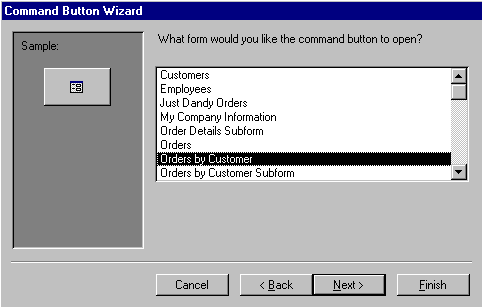 Command Button Wizard
Sample:
What form would you like the command button to open?
Customers
Employees
Just Dandy Orders
My Company Information
Order Details Subform
Orders
Orders by Customer
Orders by Customer Subform
Cancel
< Back
Next >
Finish